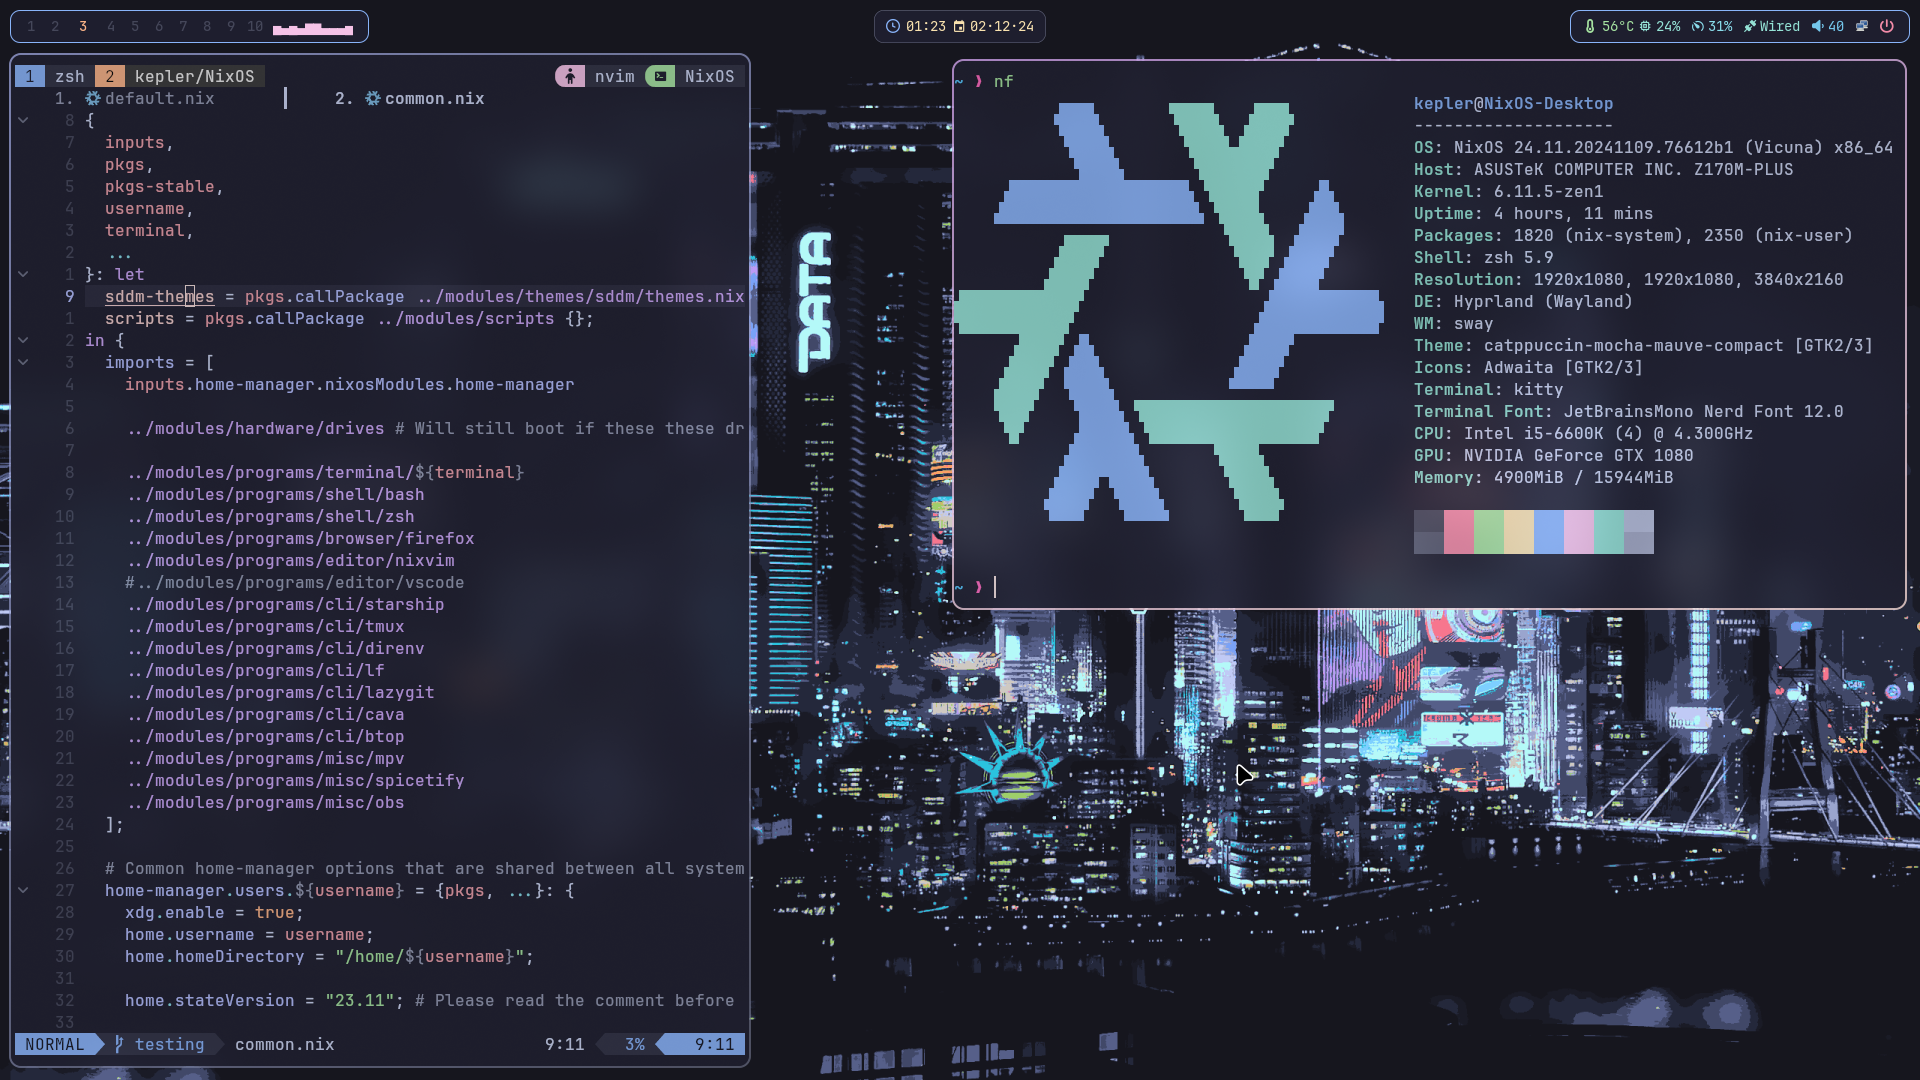 1 2 3 4 5 6 7 8 9 10
01:23 02·12·24
56°C 24% 31% Wired 40
1 zsh 2 kepler/NixOS
nvim NixOS
1. default.nix 2. common.nix
8 {
7 inputs,
6 pkgs,
5 pkgs-stable,
4 username,
3 terminal,
2 ...
1 }: let
9 sddm-themes = pkgs.callPackage ../modules/themes/sddm/themes.nix
1 scripts = pkgs.callPackage ../modules/scripts {};
2 in {
3 imports = [
4 inputs.home-manager.nixosModules.home-manager
5
6 ../modules/hardware/drives # Will still boot if these these dr
7
8 ../modules/programs/terminal/${terminal}
9 ../modules/programs/shell/bash
10 ../modules/programs/shell/zsh
11 ../modules/programs/browser/firefox
12 ../modules/programs/editor/nixvim
13 #../modules/programs/editor/vscode
14 ../modules/programs/cli/starship
15 ../modules/programs/cli/tmux
16 ../modules/programs/cli/direnv
17 ../modules/programs/cli/lf
18 ../modules/programs/cli/lazygit
19 ../modules/programs/cli/cava
20 ../modules/programs/cli/btop
21 ../modules/programs/misc/mpv
22 ../modules/programs/misc/spicetify
23 ../modules/programs/misc/obs
24 ];
25
26 # Common home-manager options that are shared between all system
27 home-manager.users.${username} = {pkgs, ...}: {
28 xdg.enable = true;
29 home.username = username;
30 home.homeDirectory = "/home/${username}";
31
32 home.stateVersion = "23.11"; # Please read the comment before
33
NORMAL testing common.nix 9:11 3% 9:11
DATA
~ ❱ nf
kepler@NixOS-Desktop
--------------------
OS: NixOS 24.11.20241109.76612b1 (Vicuna) x86_64
Host: ASUSTeK COMPUTER INC. Z170M-PLUS
Kernel: 6.11.5-zen1
Uptime: 4 hours, 11 mins
Packages: 1820 (nix-system), 2350 (nix-user)
Shell: zsh 5.9
Resolution: 1920x1080, 1920x1080, 3840x2160
DE: Hyprland (Wayland)
WM: sway
Theme: catppuccin-mocha-mauve-compact [GTK2/3]
Icons: Adwaita [GTK2/3]
Terminal: kitty
Terminal Font: JetBrainsMono Nerd Font 12.0
CPU: Intel i5-6600K (4) @ 4.300GHz
GPU: NVIDIA GeForce GTX 1080
Memory: 4900MiB / 15944MiB
~ ❱